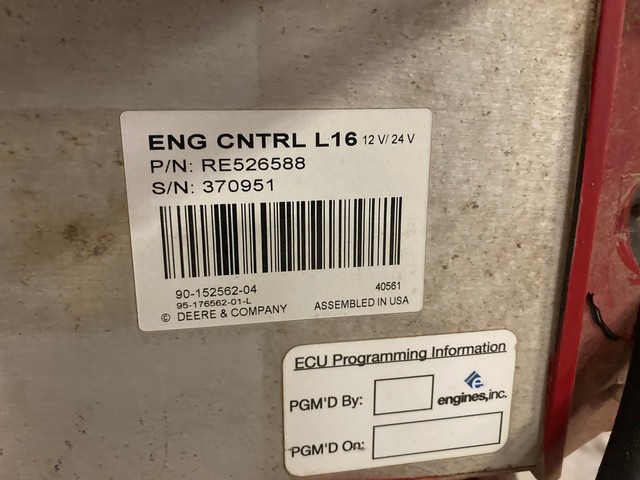 ENG CNTRL L16 12 V/ 24 V
P/N: RE526588
S/N: 370951
90-152562-04 40561
95-176562-01-L
© DEERE & COMPANY ASSEMBLED IN USA
ECU Programming Information
PGM'D By: e engines,inc.
PGM'D On: